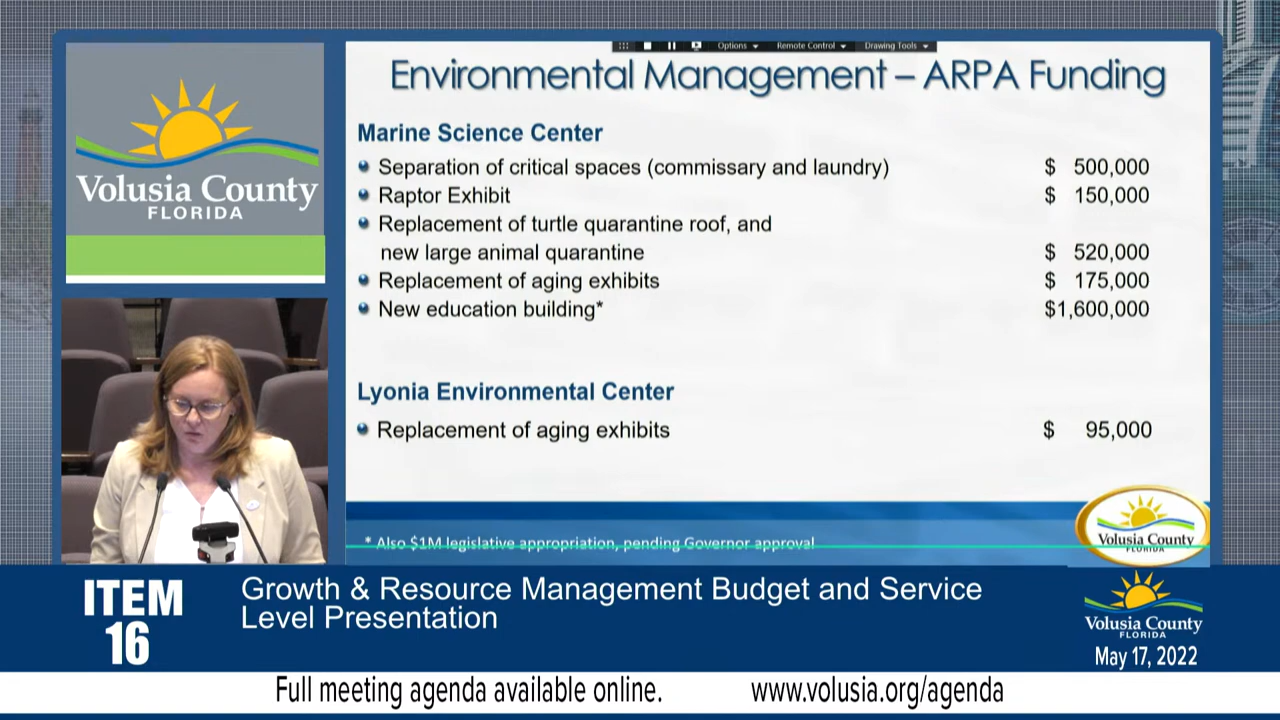 Options
Remote Control
Drawing Tools
Environmental Management – ARPA Funding
Volusia County
FLORIDA
Marine Science Center
Separation of critical spaces (commissary and laundry) $ 500,000
Raptor Exhibit $ 150,000
Replacement of turtle quarantine roof, and
new large animal quarantine $ 520,000
Replacement of aging exhibits $ 175,000
New education building* $1,600,000
Lyonia Environmental Center
Replacement of aging exhibits $ 95,000
* Also $1M legislative appropriation, pending Governor approval
Volusia County
FLORIDA
ITEM
16
Growth & Resource Management Budget and Service
Level Presentation
Volusia County
FLORIDA
May 17, 2022
Full meeting agenda available online. www.volusia.org/agenda